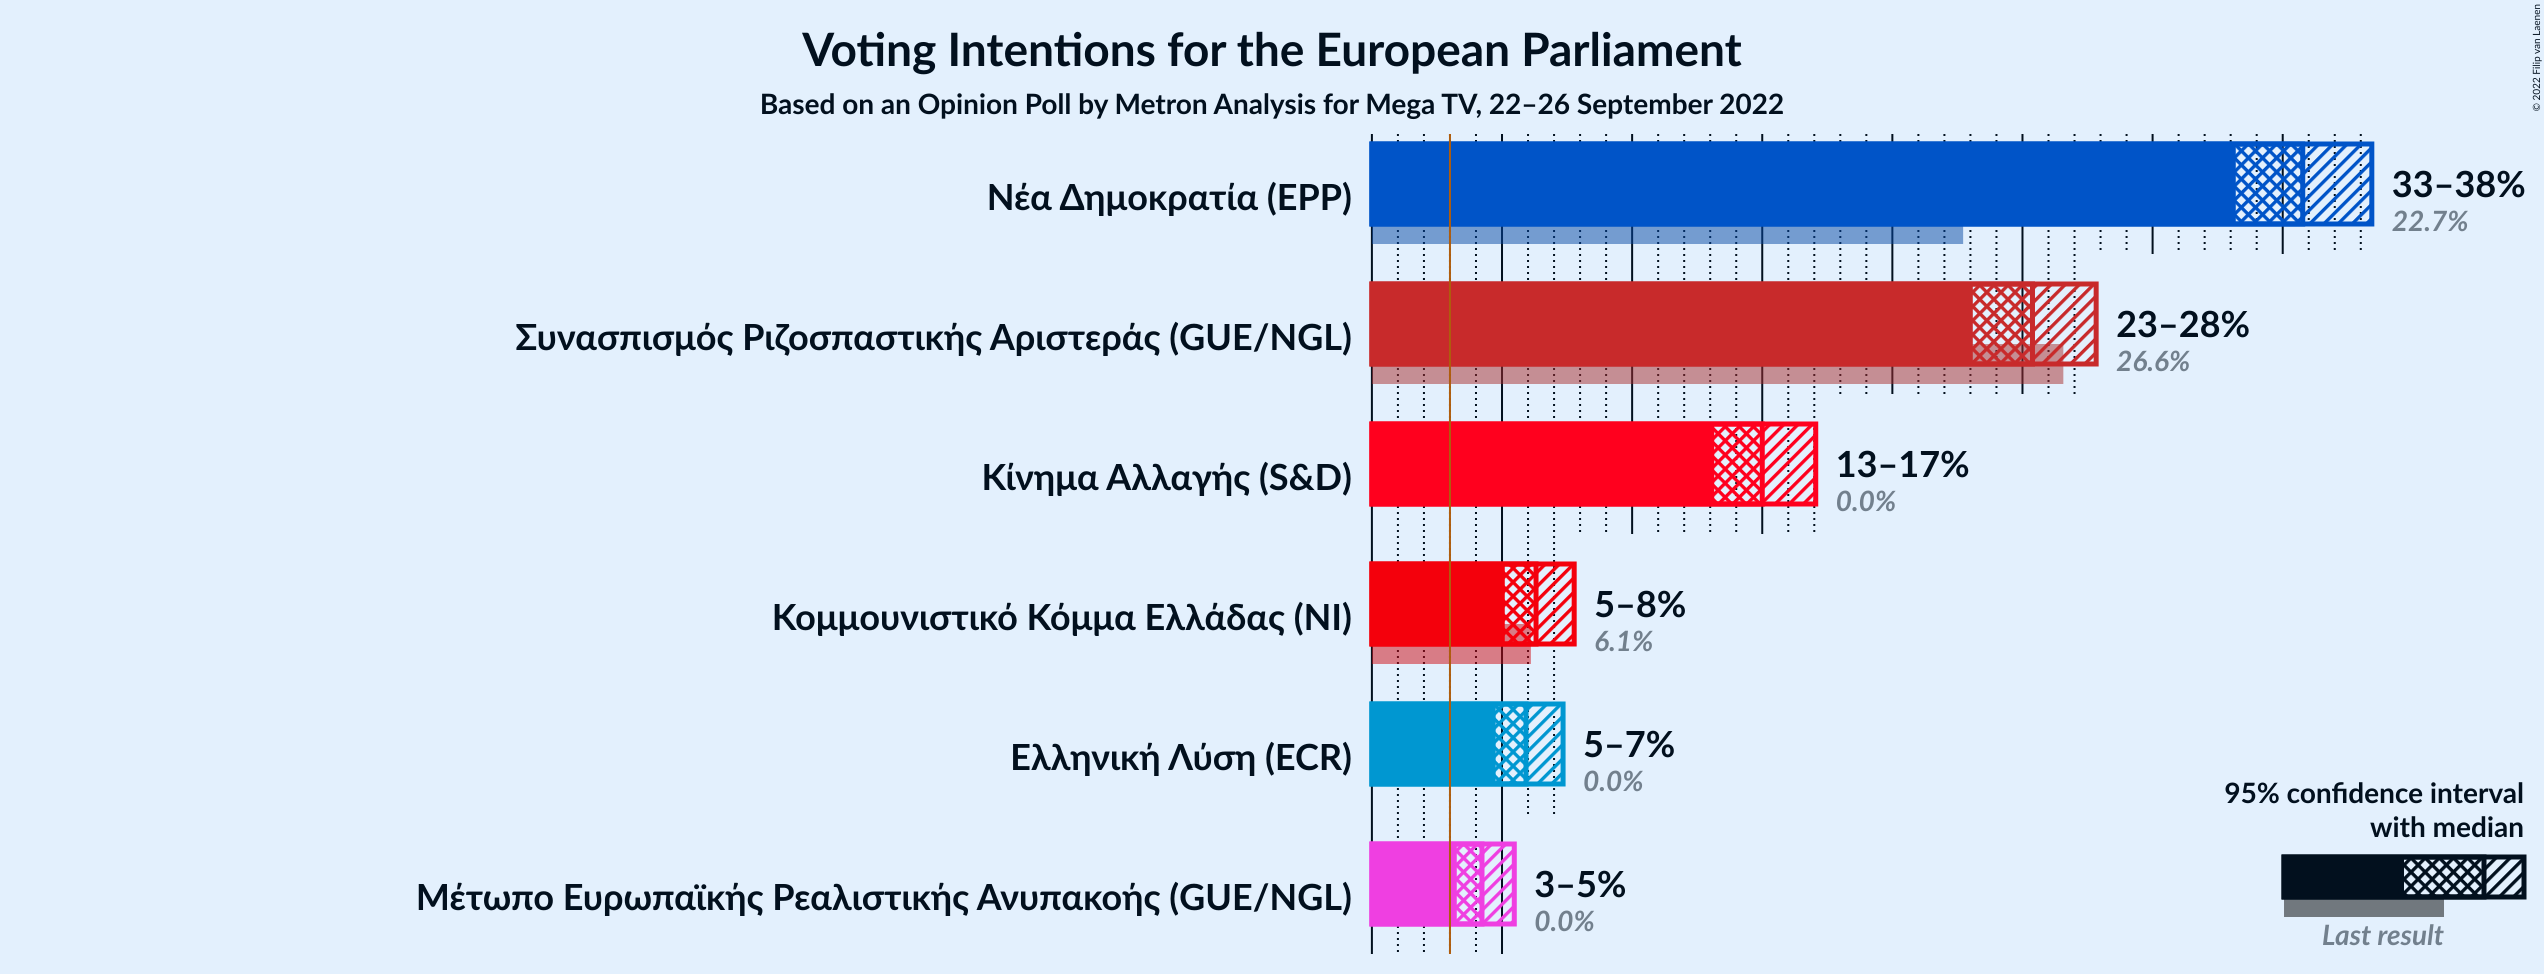 Voting Intentions for the European Parliament
Based on an Opinion Poll by Metron Analysis for Mega TV, 22–26 September 2022
© 2022 Filip van Laenen
Νέα Δημοκρατία (EPP)
33–38%
22.7%
Συνασπισμός Ριζοσπαστικής Αριστεράς (GUE/NGL)
23–28%
26.6%
Κίνημα Αλλαγής (S&D)
13–17%
0.0%
Κομμουνιστικό Κόμμα Ελλάδας (NI)
5–8%
6.1%
Ελληνική Λύση (ECR)
5–7%
0.0%
Μέτωπο Ευρωπαϊκής Ρεαλιστικής Ανυπακοής (GUE/NGL)
3–5%
0.0%
95% confidence interval
with median
Last result